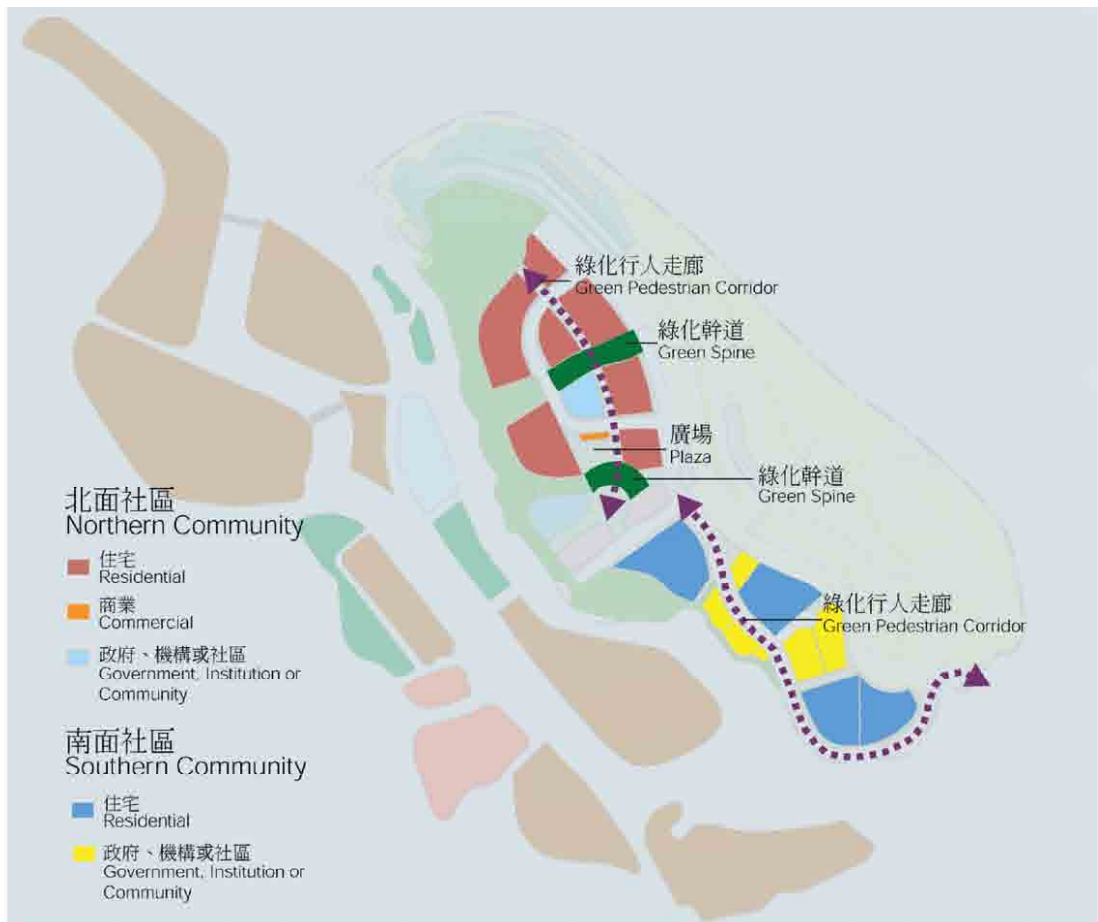 綠化行人走廊
Green Pedestrian Corridor
綠化幹道
Green Spine
廣場
Plaza
綠化幹道
Green Spine
北面社區
Northern Community
住宅
Residential
商業
Commercial
政府、機構或社區
Government, Institution or
Community
綠化行人走廊
Green Pedestrian Corridor
南面社區
Southern Community
住宅
Residential
政府、機構或社區
Government, Institution or
Community